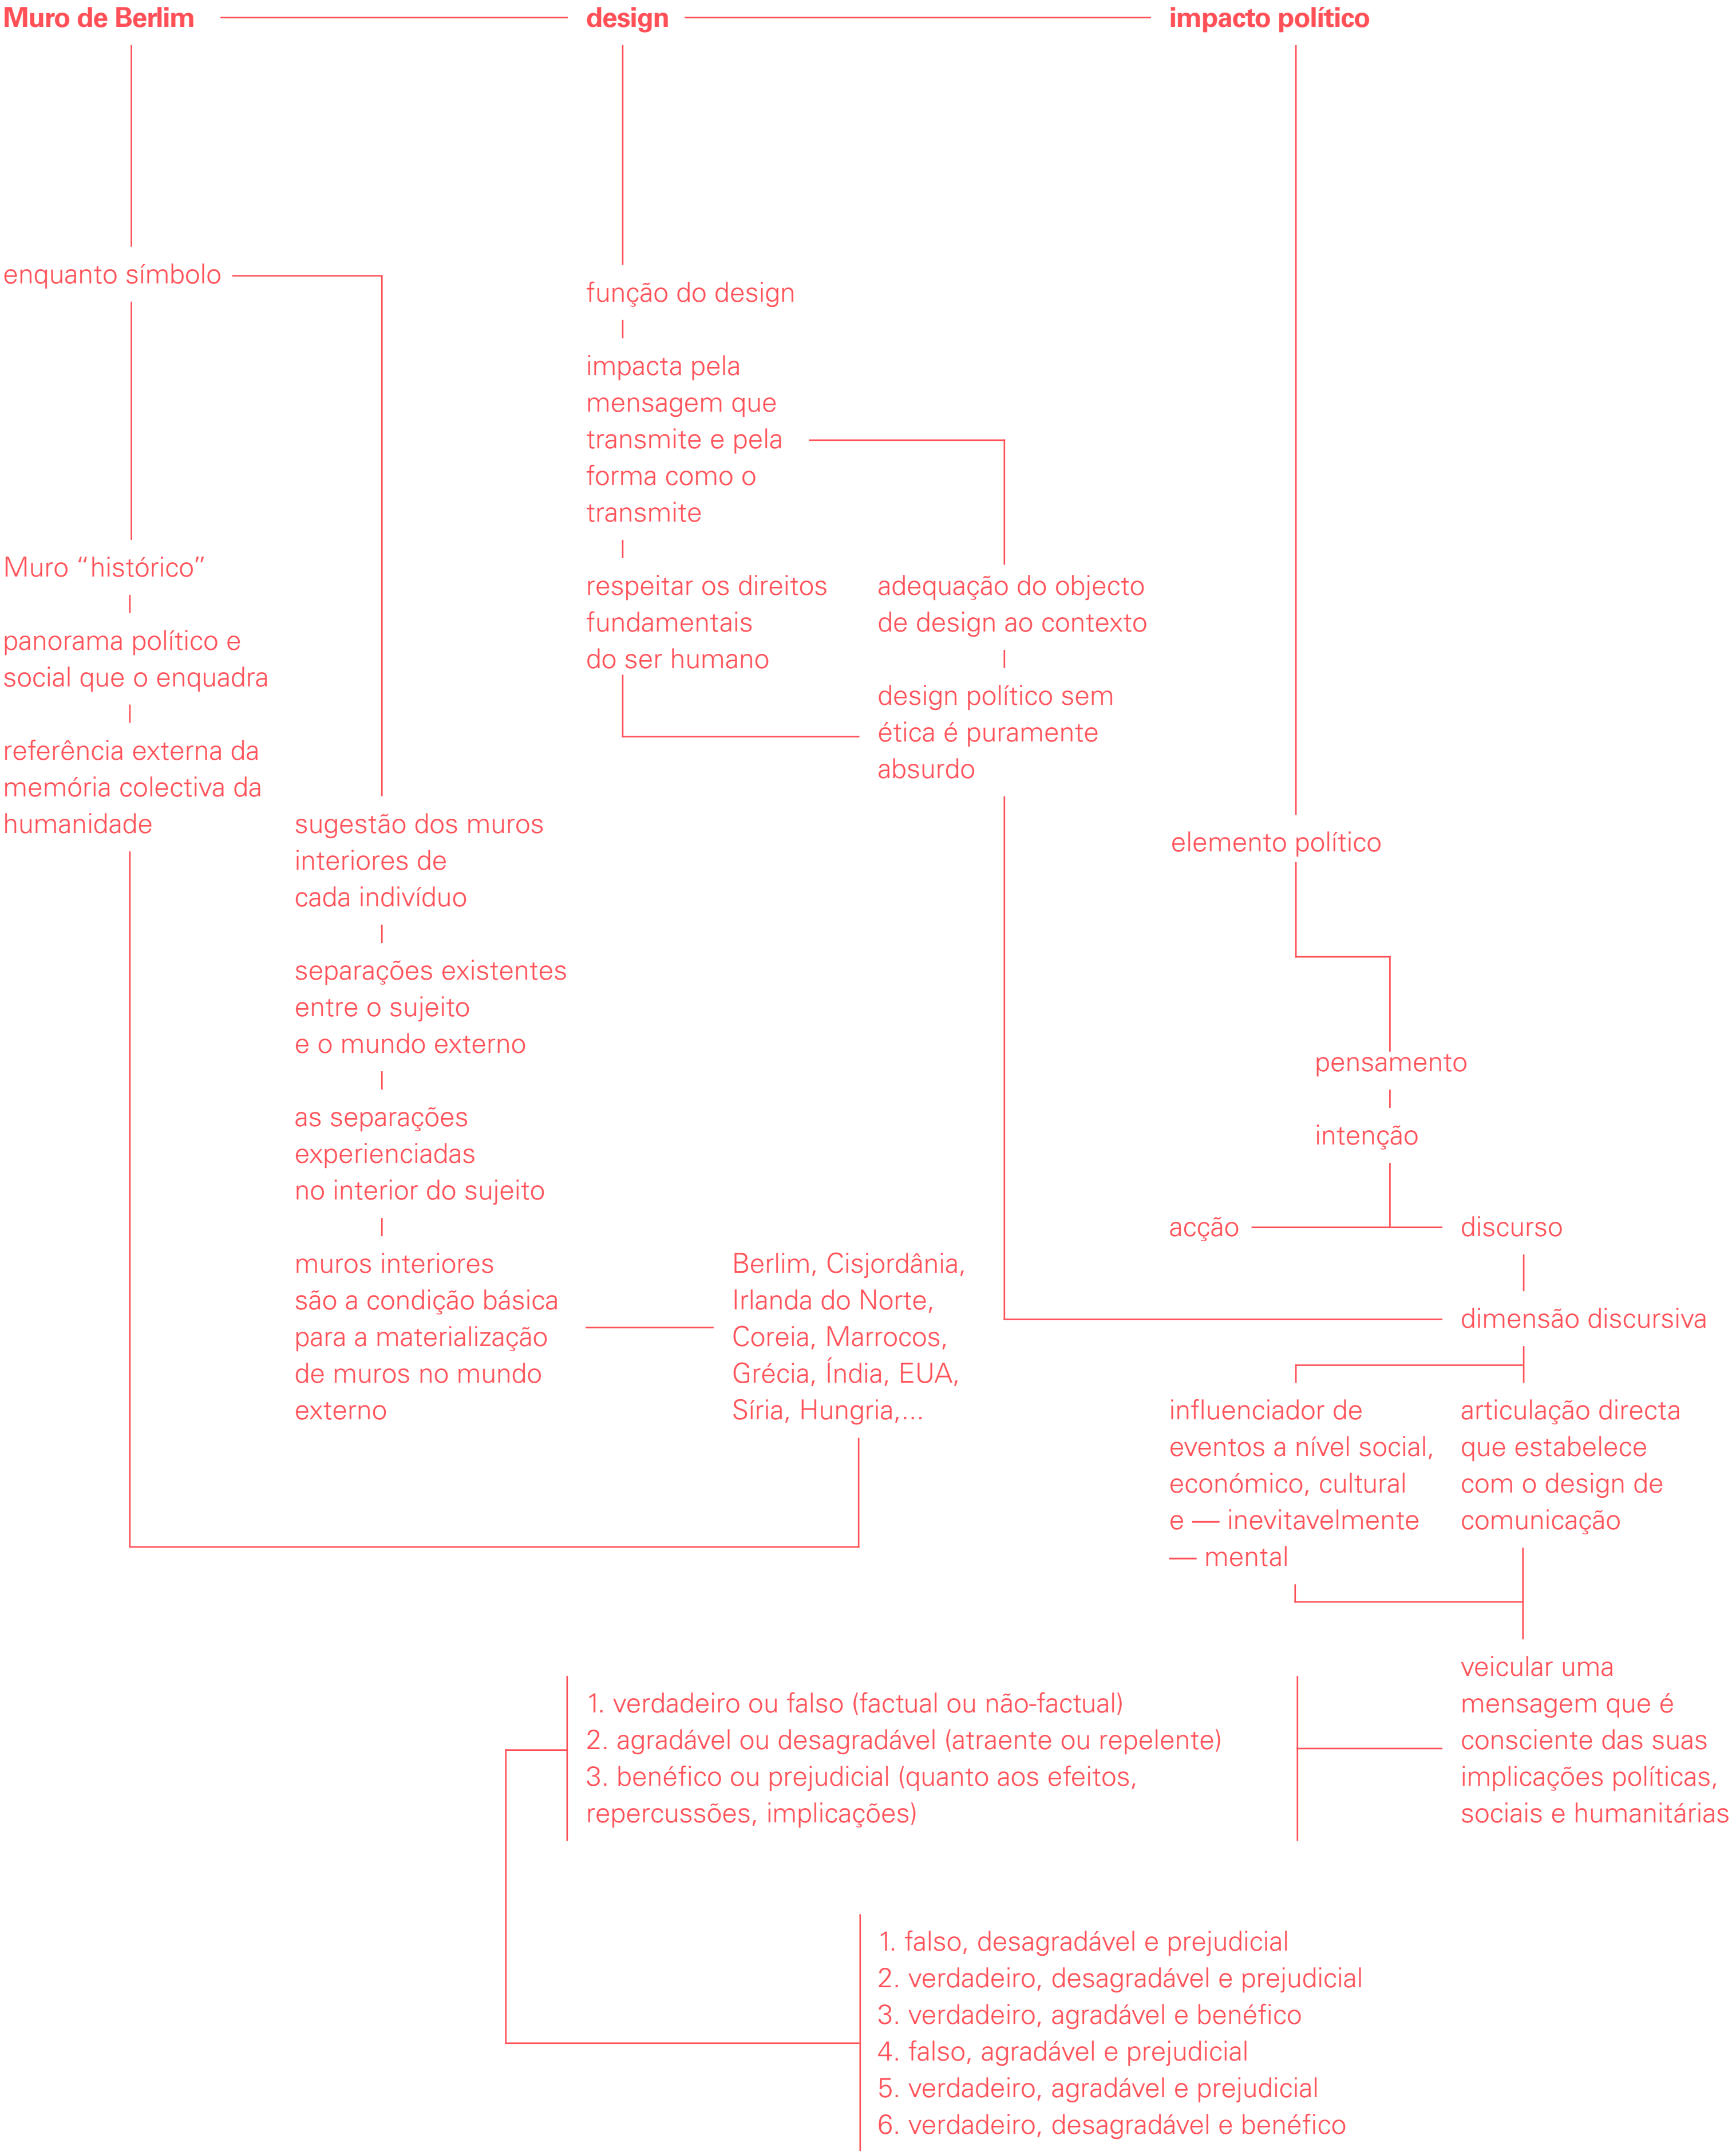 Muro de Berlim
design
impacto político
enquanto símbolo
Muro “histórico”
panorama político e
social que o enquadra
referência externa da
memória colectiva da
humanidade
sugestão dos muros
interiores de
cada indivíduo
separações existentes
entre o sujeito
e o mundo externo
as separações
experienciadas
no interior do sujeito
muros interiores
são a condição básica
para a materialização
de muros no mundo
externo
Berlim, Cisjordânia,
Irlanda do Norte,
Coreia, Marrocos,
Grécia, Índia, EUA,
Síria, Hungria,...
função do design
impacta pela
mensagem que
transmite e pela
forma como o
transmite
respeitar os direitos
fundamentais
do ser humano
adequação do objecto
de design ao contexto
design político sem
ética é puramente
absurdo
elemento político
pensamento
intenção
acção
discurso
dimensão discursiva
influenciador de
eventos a nível social,
económico, cultural
e — inevitavelmente
— mental
articulação directa
que estabelece
com o design de
comunicação
veicular uma
mensagem que é
consciente das suas
implicações políticas,
sociais e humanitárias
1. verdadeiro ou falso (factual ou não-factual)
2. agradável ou desagradável (atraente ou repelente)
3. benéfico ou prejudicial (quanto aos efeitos,
repercussões, implicações)
1. falso, desagradável e prejudicial
2. verdadeiro, desagradável e prejudicial
3. verdadeiro, agradável e benéfico
4. falso, agradável e prejudicial
5. verdadeiro, agradável e prejudicial
6. verdadeiro, desagradável e benéfico